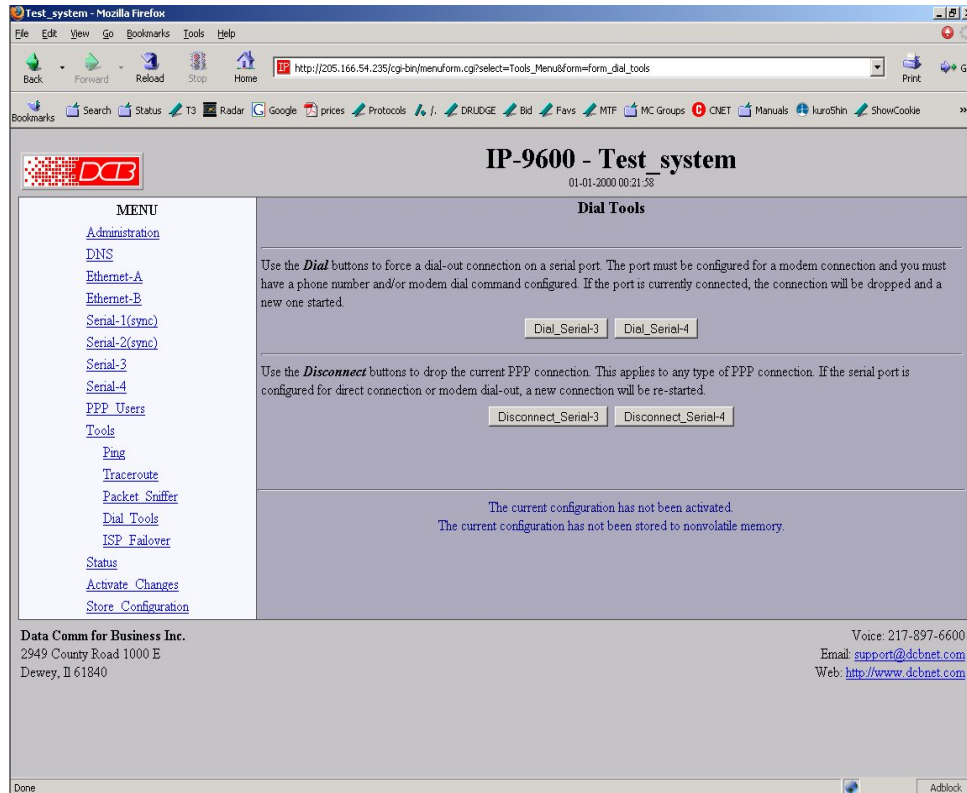 Test_system - Mozilla Firefox
File Edit View Go Bookmarks Tools Help
Back Forward Reload Stop Home IP http://205.166.54.235/cgi-bin/menuform.cgi?select=Tools_Menu&form=form_dial_tools Print G
Bookmarks Search Status T3 Radar Google prices Protocols /. DRUDGE Bid Favs MTF MC Groups CNET Manuals kuro5hin ShowCookie »
DCB
IP-9600 - Test_system
01-01-2000 00:21:58
MENU
Administration
DNS
Ethernet-A
Ethernet-B
Serial-1(sync)
Serial-2(sync)
Serial-3
Serial-4
PPP Users
Tools
Ping
Traceroute
Packet Sniffer
Dial Tools
ISP Failover
Status
Activate Changes
Store Configuration
Dial Tools
Use the Dial buttons to force a dial-out connection on a serial port. The port must be configured for a modem connection and you must
have a phone number and/or modem dial command configured. If the port is currently connected, the connection will be dropped and a
new one started.
Dial_Serial-3 Dial_Serial-4
Use the Disconnect buttons to drop the current PPP connection. This applies to any type of PPP connection. If the serial port is
configured for direct connection or modem dial-out, a new connection will be re-started.
Disconnect_Serial-3 Disconnect_Serial-4
The current configuration has not been activated.
The current configuration has not been stored to nonvolatile memory.
Data Comm for Business Inc.
2949 County Road 1000 E
Dewey, Il 61840
Voice: 217-897-6600
Email: support@dcbnet.com
Web: http://www.dcbnet.com
Done Adblock